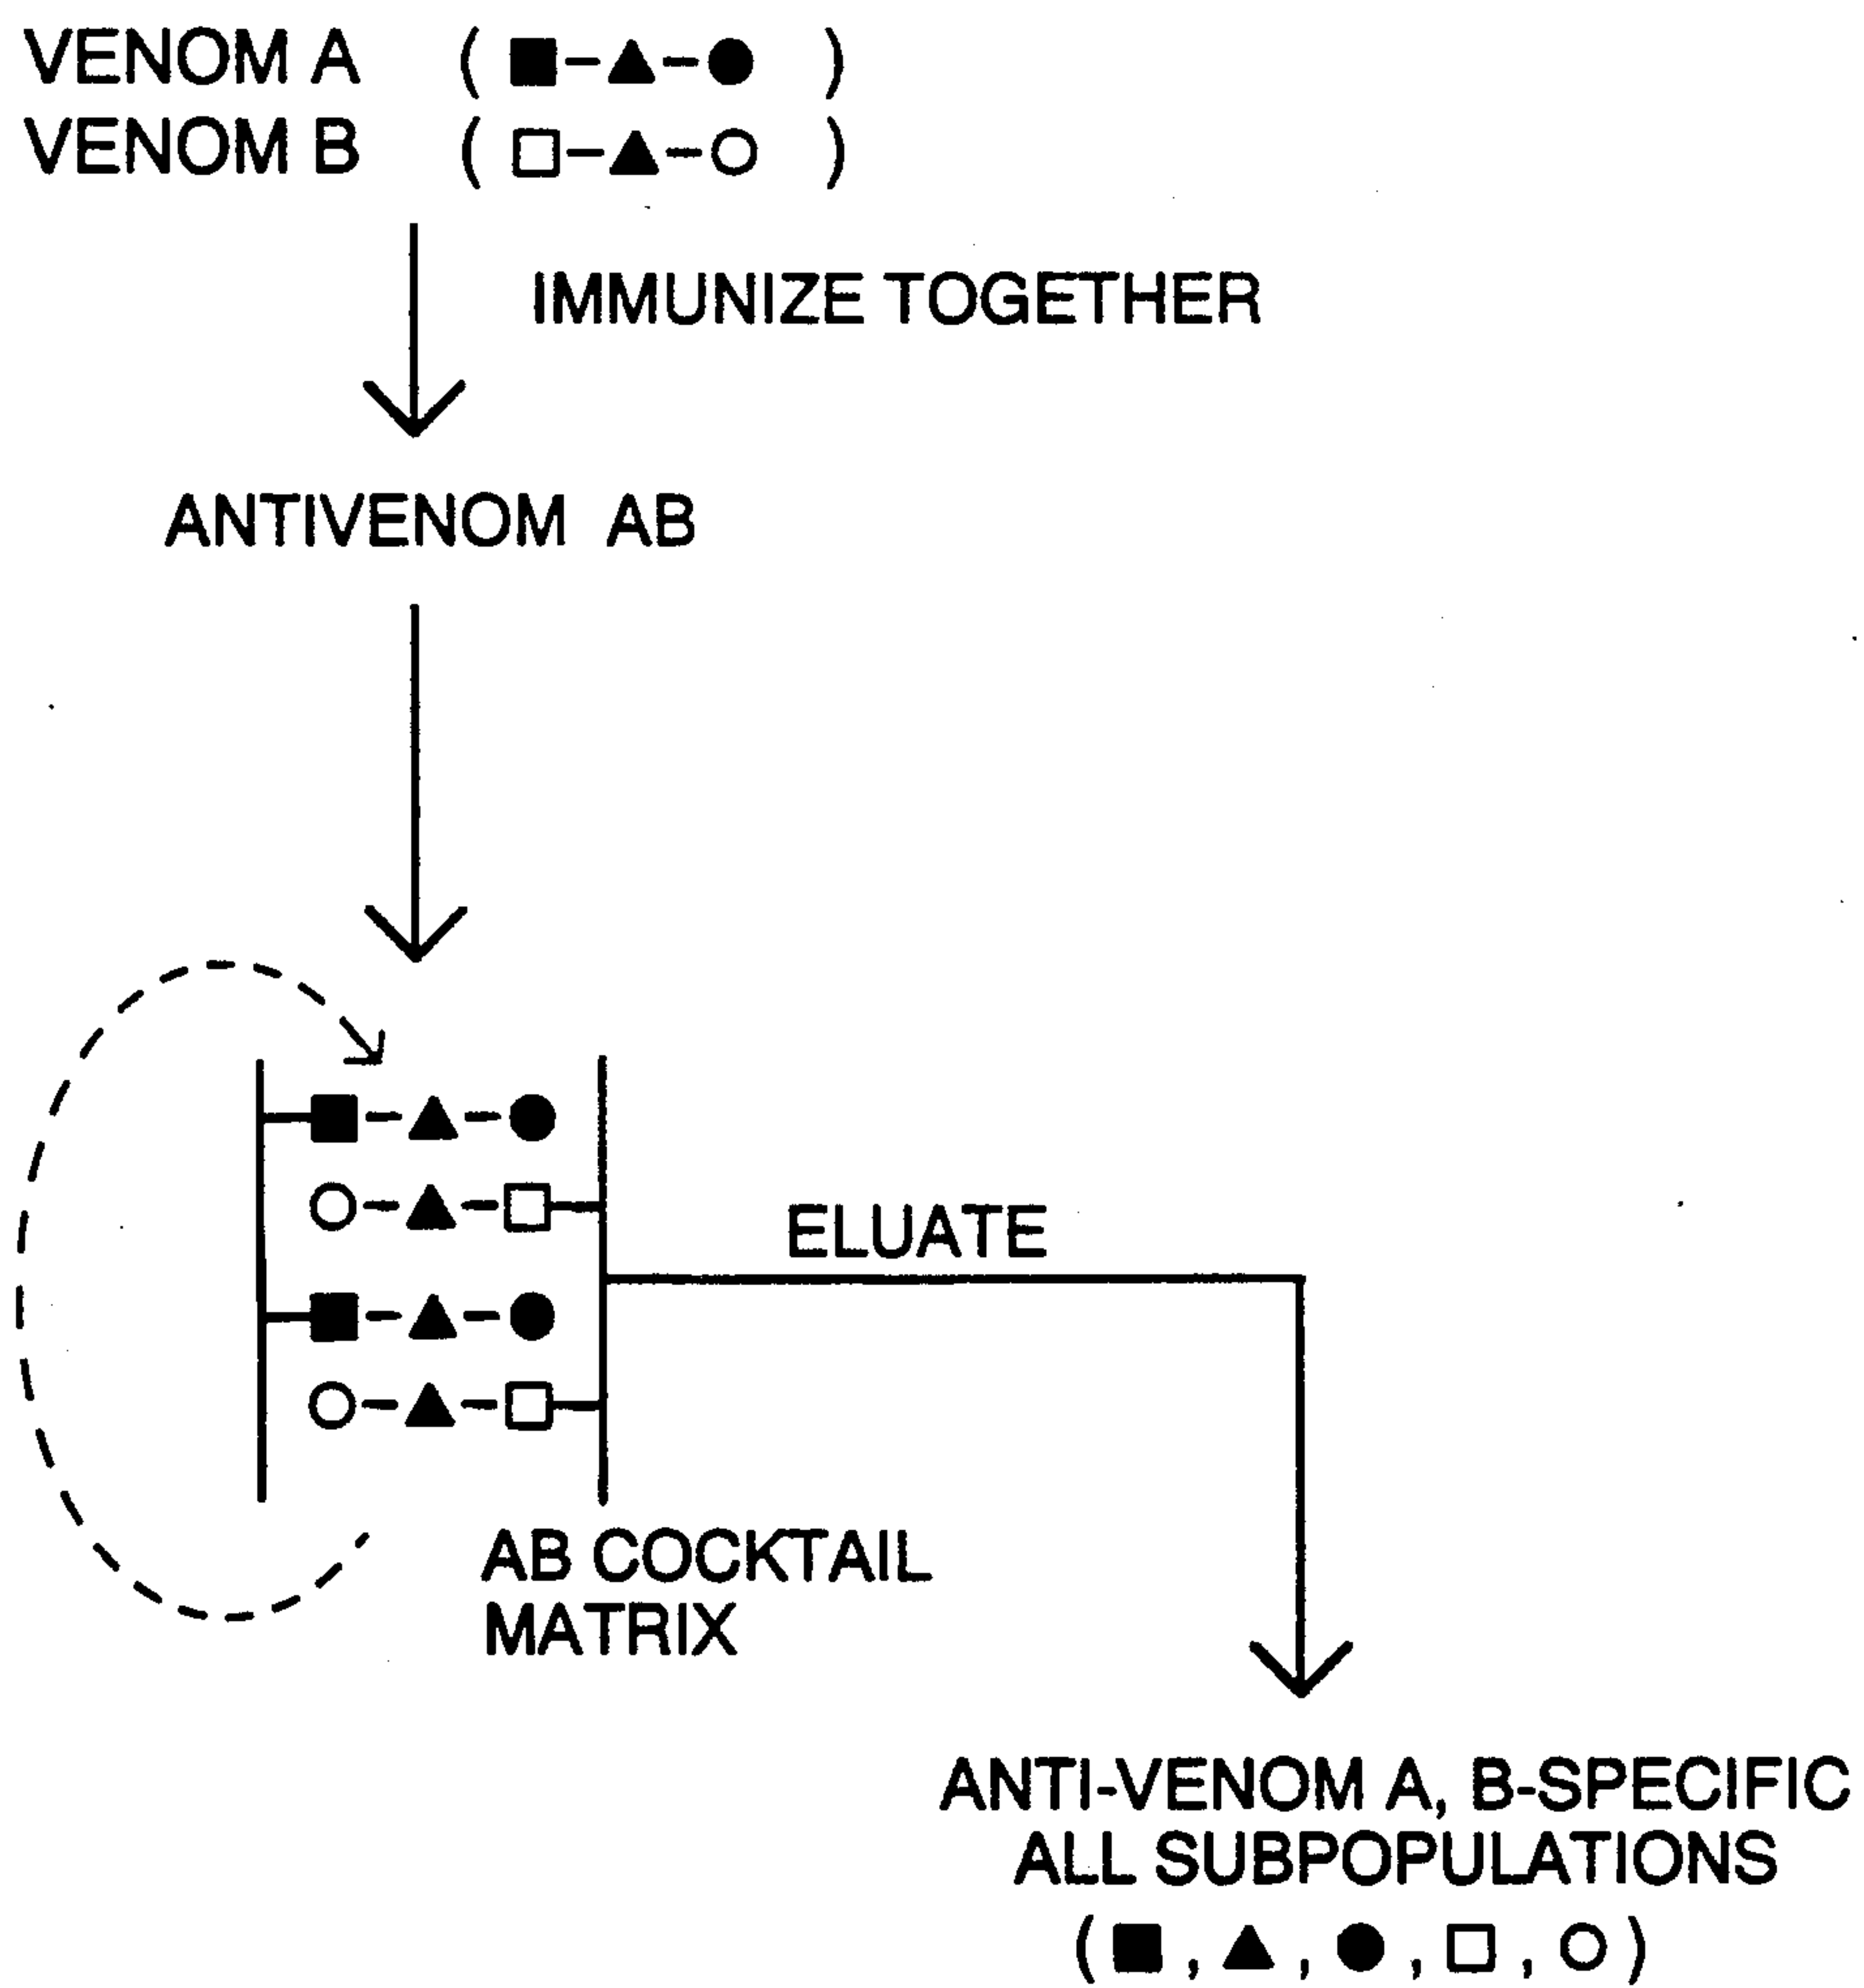 VENOM A ( ■-▲-● )
VENOM B ( □-▲-○ )
IMMUNIZE TOGETHER
ANTIVENOM AB
ELUATE
AB COCKTAIL
MATRIX
ANTI-VENOM A, B-SPECIFIC
ALL SUBPOPULATIONS
(■,▲,●,□,○)